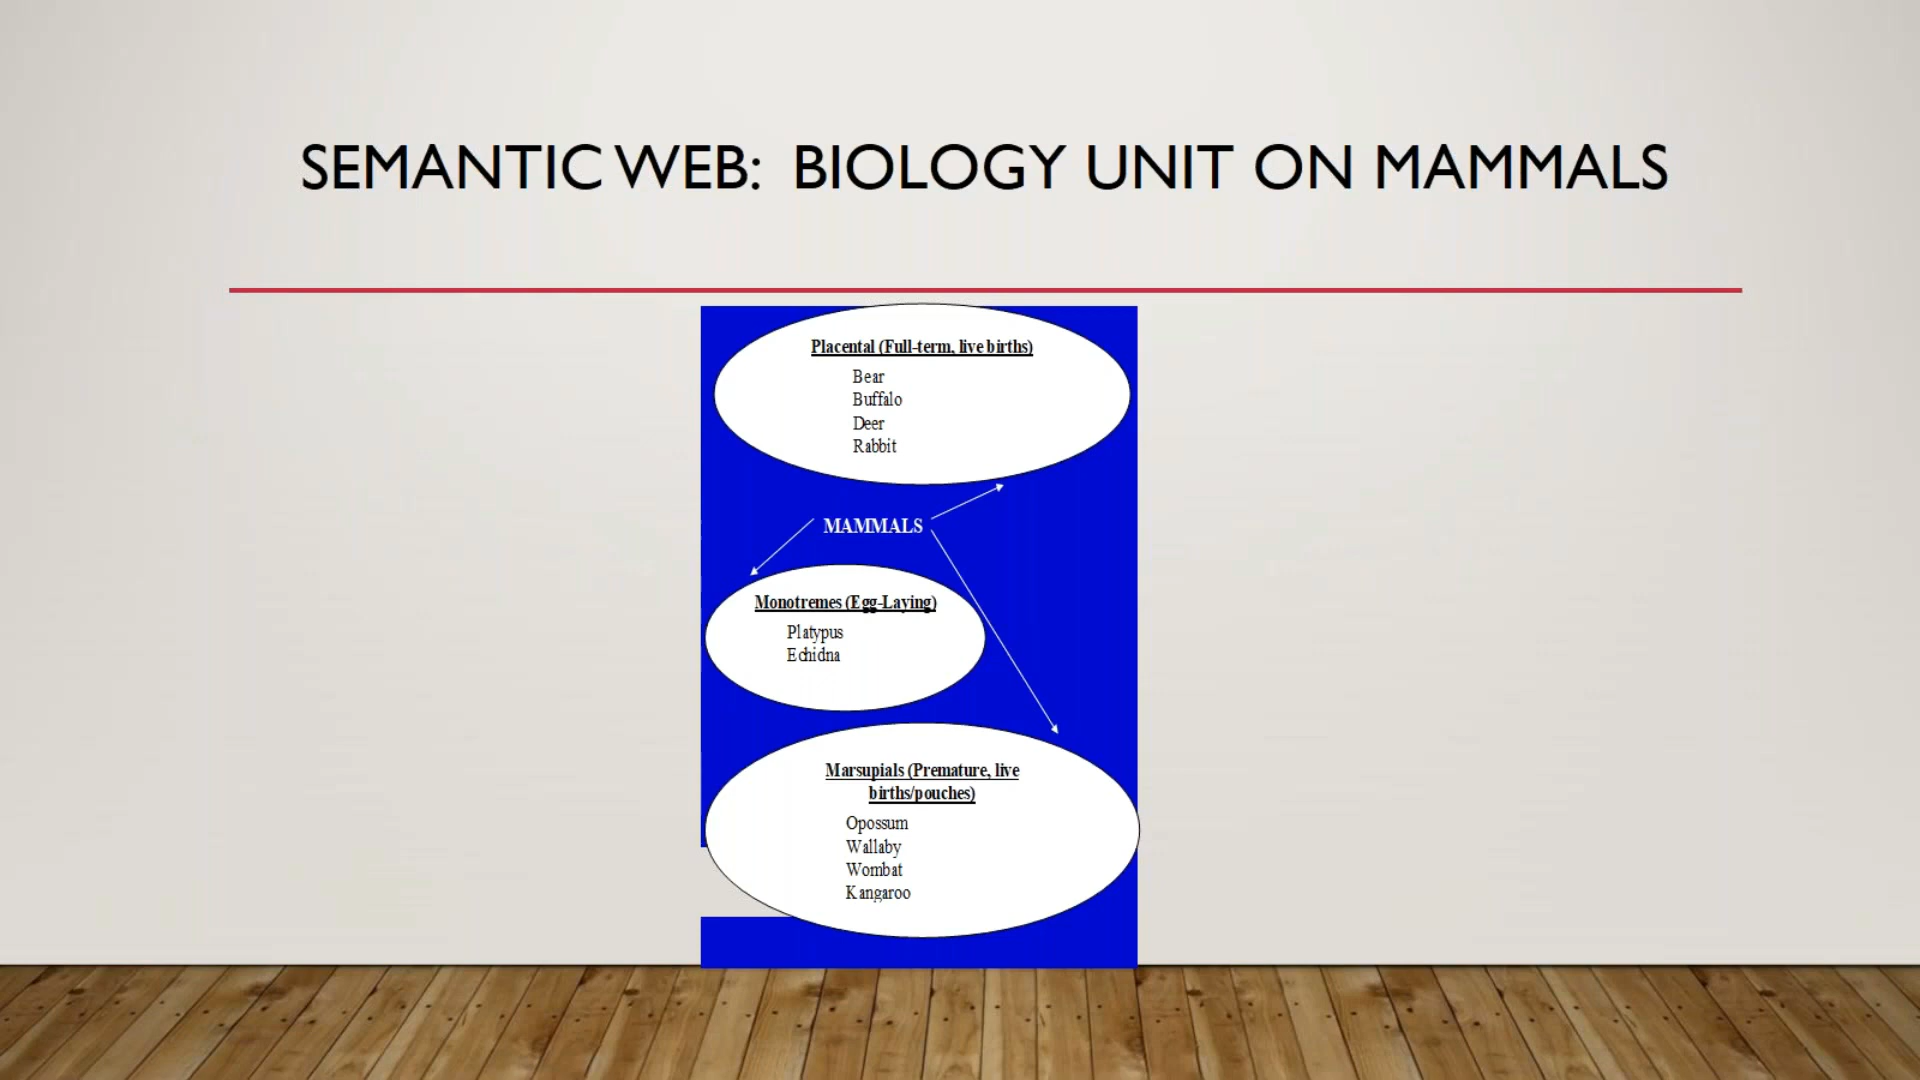 SEMANTIC WEB: BIOLOGY UNIT ON MAMMALS
Placental (Full-term, live births)
Bear
Buffalo
Deer
Rabbit
MAMMALS
Monotremes (Egg-Laying)
Platypus
Echidna
Marsupials (Premature, live
births/pouches)
Opossum
Wallaby
Wombat
Kangaroo